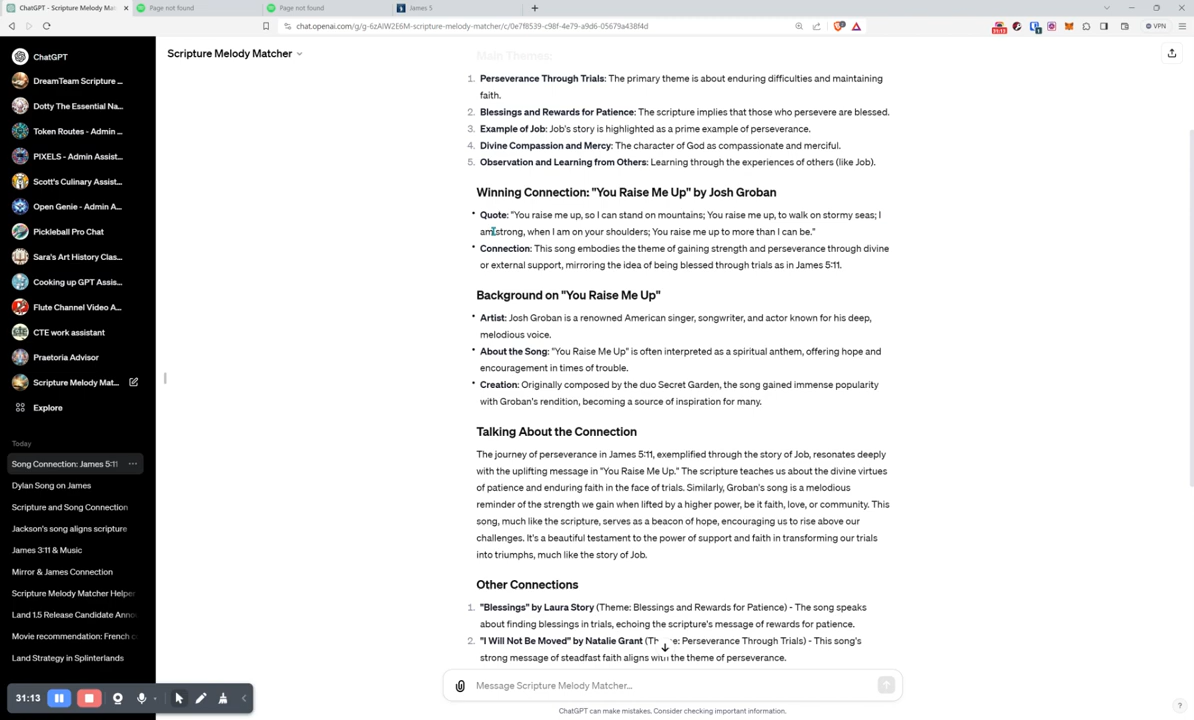 ChatGPT - Scripture Melody Matc
Page not found
Page not found
James 5
chat.openai.com/g/g-6zAIW2E6M-scripture-melody-matcher/c/0e7f8539-c98f-4e79-a9d6-05679a438f4d
VPN
ChatGPT
DreamTeam Scripture ...
Dotty The Essential Na...
Token Routes - Admin ...
PIXELS - Admin Assist...
Scott's Culinary Assist...
Open Genie - Admin A...
Pickleball Pro Chat
Sara's Art History Clas...
Cooking up GPT Assis...
Flute Channel Video A...
CTE work assistant
Praetoria Advisor
Scripture Melody Mat...
Explore
Today
Song Connection: James 5:11
Dylan Song on James
Scripture and Song Connection
Jackson's song aligns scripture
James 3:11 & Music
Mirror & James Connection
Scripture Melody Matcher Helper
Land 1.5 Release Candidate Anno
Movie recommendation: French c
Land Strategy in Splinterlands
31:13
Scripture Melody Matcher
Main Themes:
1. Perseverance Through Trials: The primary theme is about enduring difficulties and maintaining
faith.
2. Blessings and Rewards for Patience: The scripture implies that those who persevere are blessed.
3. Example of Job: Job's story is highlighted as a prime example of perseverance.
4. Divine Compassion and Mercy: The character of God as compassionate and merciful.
5. Observation and Learning from Others: Learning through the experiences of others (like Job).
Winning Connection: "You Raise Me Up" by Josh Groban
• Quote: "You raise me up, so I can stand on mountains; You raise me up, to walk on stormy seas; I
am strong, when I am on your shoulders; You raise me up to more than I can be."
• Connection: This song embodies the theme of gaining strength and perseverance through divine
or external support, mirroring the idea of being blessed through trials as in James 5:11.
Background on "You Raise Me Up"
• Artist: Josh Groban is a renowned American singer, songwriter, and actor known for his deep,
melodious voice.
• About the Song: "You Raise Me Up" is often interpreted as a spiritual anthem, offering hope and
encouragement in times of trouble.
• Creation: Originally composed by the duo Secret Garden, the song gained immense popularity
with Groban's rendition, becoming a source of inspiration for many.
Talking About the Connection
The journey of perseverance in James 5:11, exemplified through the story of Job, resonates deeply
with the uplifting message in "You Raise Me Up." The scripture teaches us about the divine virtues
of patience and enduring faith in the face of trials. Similarly, Groban's song is a melodious
reminder of the strength we gain when lifted by a higher power, be it faith, love, or community. This
song, much like the scripture, serves as a beacon of hope, encouraging us to rise above our
challenges. It's a beautiful testament to the power of support and faith in transforming our trials
into triumphs, much like the story of Job.
Other Connections
1. "Blessings" by Laura Story (Theme: Blessings and Rewards for Patience) - The song speaks
about finding blessings in trials, echoing the scripture's message of rewards for patience.
2. "I Will Not Be Moved" by Natalie Grant (Th e: Perseverance Through Trials) - This song's
strong message of steadfast faith aligns with the theme of perseverance.
Message Scripture Melody Matcher...
ChatGPT can make mistakes. Consider checking important information.
?